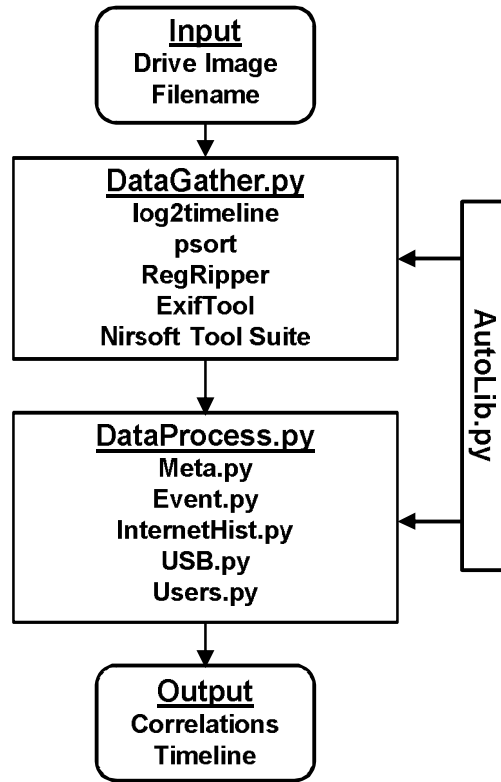 Input
Drive Image
Filename
DataGather.py
log2timeline
psort
RegRipper
ExifTool
Nirsoft Tool Suite
AutoLib.py
DataProcess.py
Meta.py
Event.py
InternetHist.py
USB.py
Users.py
Output
Correlations
Timeline